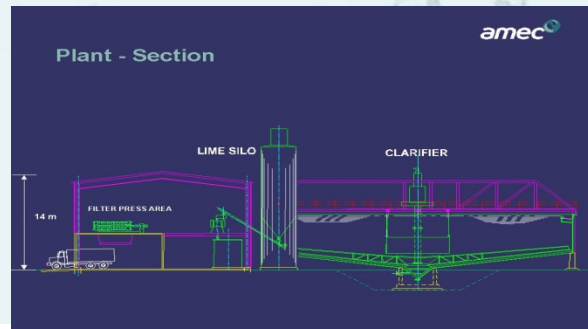 amec
Plant - Section
LIME SILO
CLARIFIER
FILTER PRESS AREA
14 m